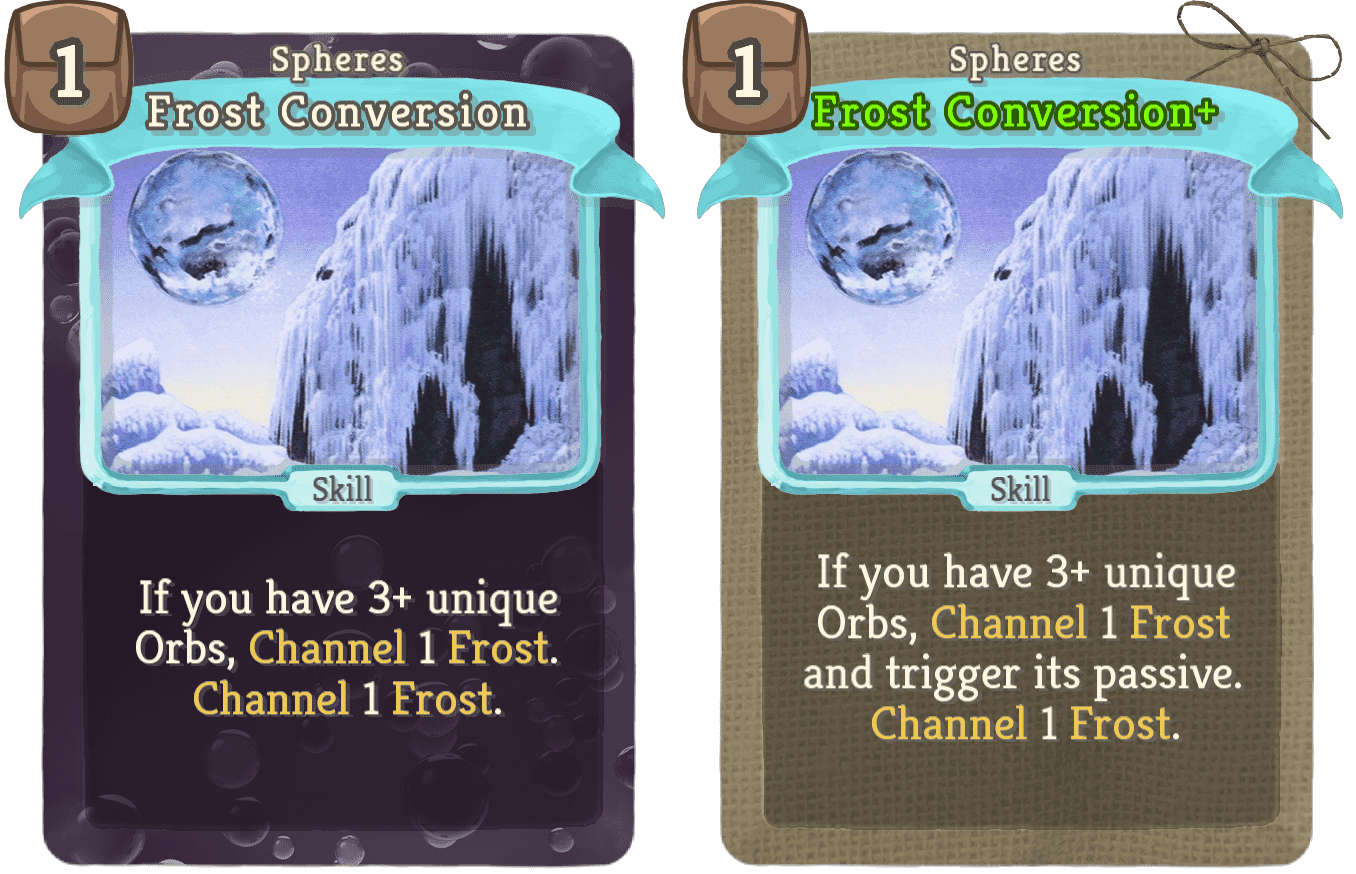 1
Spheres
Frost Conversion
Skill
If you have 3+ unique
Orbs, Channel 1 Frost.
Channel 1 Frost.
1
Spheres
Frost Conversion+
Skill
If you have 3+ unique
Orbs, Channel 1 Frost
and trigger its passive.
Channel 1 Frost.